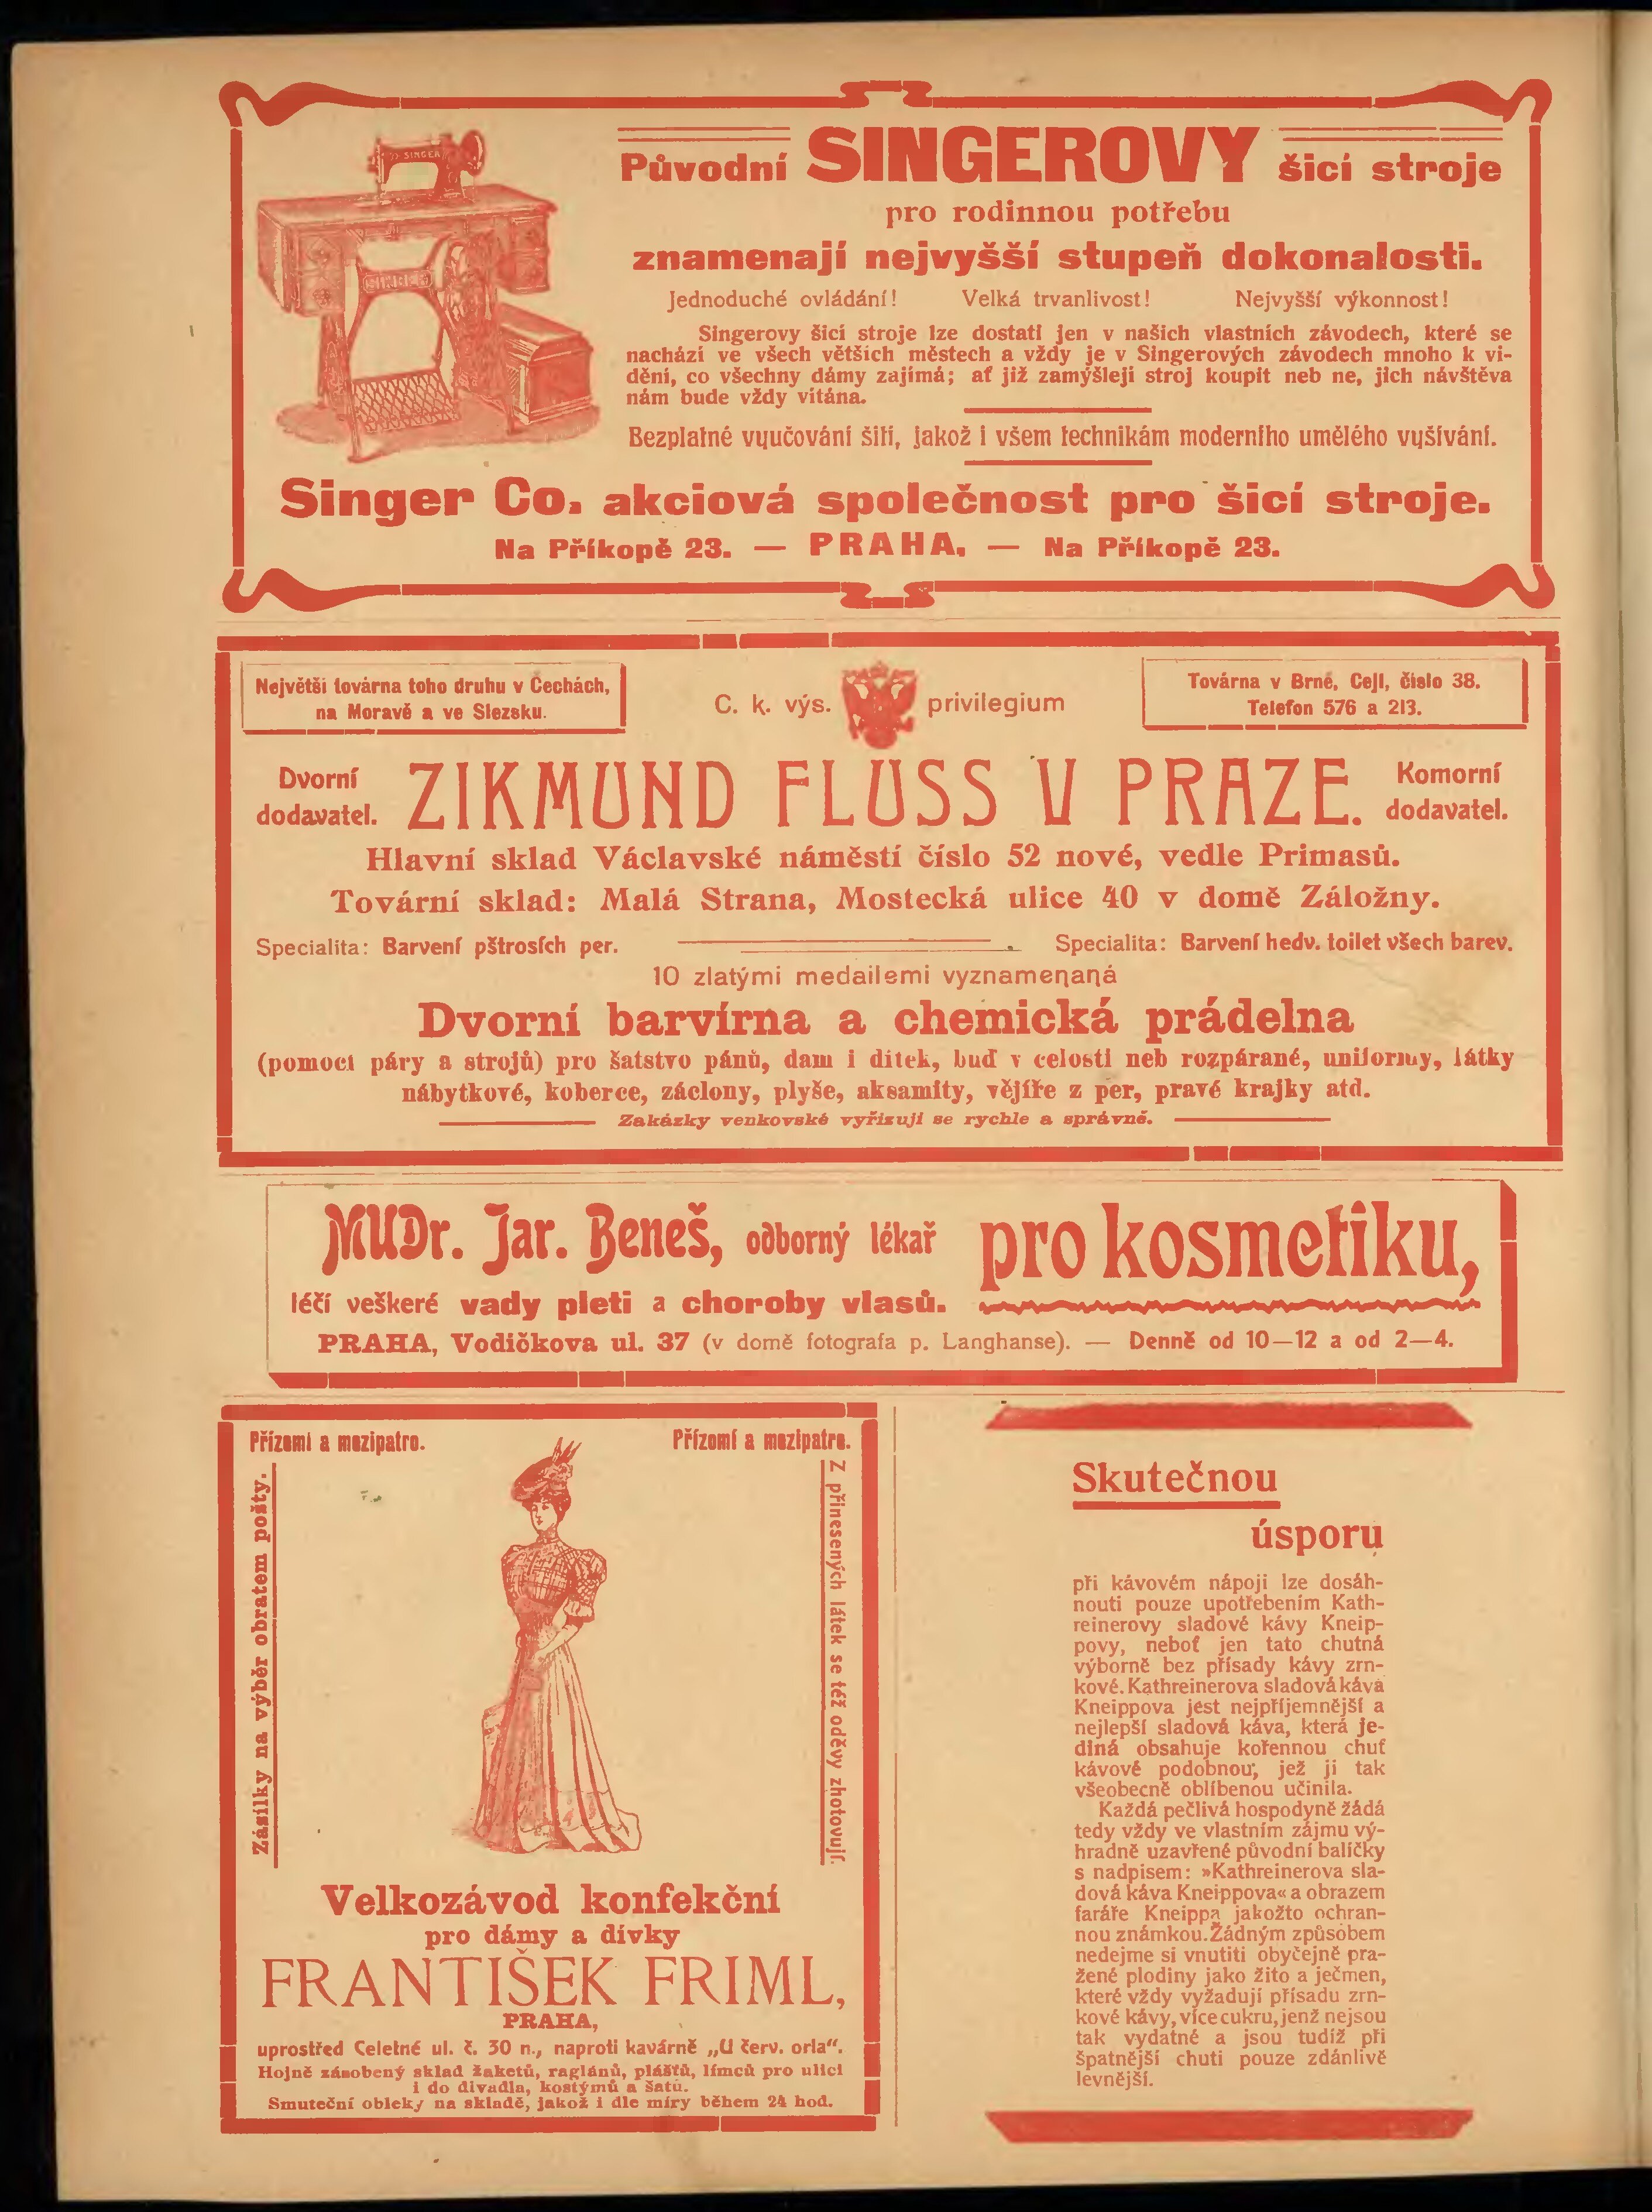 SINGER
SINGER
Původní SINGEROVY šicí stroje
pro rodinnou potřebu
znamenají nejvyšší stupeň dokonalosti.
Jednoduché ovládání! Velká trvanlivost! Nejvyšší výkonnost!
Singerovy šicí stroje lze dostati jen v našich vlastních závodech, které se
nachází ve všech větších městech a vždy je v Singerových závodech mnoho k vi-
dění, co všechny dámy zajímá; ať již zamýšlejí stroj koupit neb ne, jich návštěva
nám bude vždy vítána.
Bezplatné vyučování šití, jakož i všem technikám moderního umělého vyšívání.
Singer Co. akciová společnost pro šicí stroje.
Na Příkopě 23. — PRAHA, — Na Příkopě 23.
Největší továrna toho druhu v Čechách,
na Moravě a ve Slezsku.
C. k. výs. privilegium
Továrna v Brně, Cejl, číslo 38.
Telefon 576 a 213.
Dvorní
dodavatel.
ZIKMUND FLUSS V PRAZE.
Komorní
dodavatel.
Hlavní sklad Václavské náměstí číslo 52 nové, vedle Primasů.
Tovární sklad: Malá Strana, Mostecká ulice 40 v domě Záložny.
Specialita: Barvení pštrosích per. Specialita: Barvení hedv. toilet všech barev.
10 zlatými medailemi vyznamenaná
Dvorní barvírna a chemická prádelna
(pomocí páry a strojů) pro šatstvo pánů, dam i dítek, buď v celosti neb rozpárané, uniformy, látky
nábytkové, koberce, záclony, plyše, aksamity, vějíře z per, pravé krajky atd.
Zakázky venkovské vyřizují se rychle a správně.
MUDr. Jar. Beneš, odborný lékař pro kosmetiku,
léčí veškeré vady pleti a choroby vlasů.
PRAHA, Vodičkova ul. 37 (v domě fotografa p. Langhanse). — Denně od 10—12 a od 2—4.
Přízemí a mezipatro. Přízemí a mezipatro.
Zásilky na výběr obratem pošty.
Z přinesených látek se též oděvy zhotovují.
Velkozávod konfekční
pro dámy a dívky
FRANTIŠEK FRIML,
PRAHA,
uprostřed Celetné ul. č. 30 n., naproti kavárně „U červ. orla“.
Hojně zásobený sklad žaketů, raglánů, plášťů, límců pro ulici
i do divadla, kostýmů a šatů.
Smuteční obleky na skladě, jakož i dle míry během 24 hod.
Skutečnou
úsporu
při kávovém nápoji lze dosáh-
nouti pouze upotřebením Kath-
reinerovy sladové kávy Kneip-
povy, neboť jen tato chutná
výborně bez přísady kávy zrn-
kové. Kathreinerova sladová káva
Kneippova jest nejpříjemnější a
nejlepší sladová káva, která je-
diná obsahuje kořennou chuť
kávové podobnou, jež ji tak
všeobecně oblíbenou učinila.
Každá pečlivá hospodyně žádá
tedy vždy ve vlastním zájmu vý-
hradně uzavřené původní balíčky
s nadpisem: »Kathreinerova sla-
dová káva Kneippova« a obrazem
faráře Kneippa jakožto ochran-
nou známkou. Žádným způsobem
nedejme si vnutiti obyčejně pra-
žené plodiny jako žito a ječmen,
které vždy vyžadují přísadu zrn-
kové kávy, více cukru, jenž nejsou
tak vydatné a jsou tudíž při
špatnější chuti pouze zdánlivě
levnější.